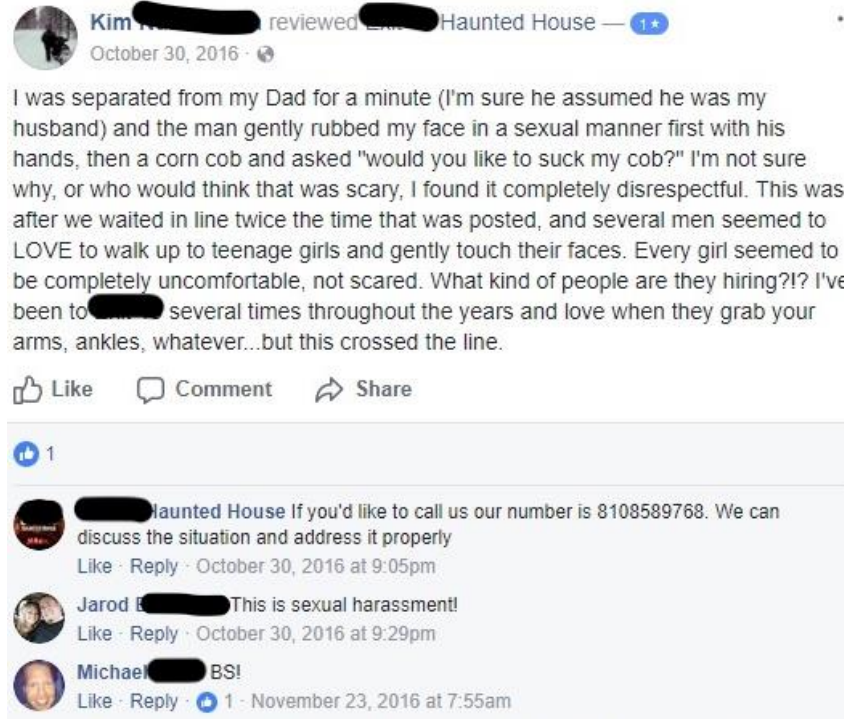 Kim reviewed Haunted House — 1★
October 30, 2016
I was separated from my Dad for a minute (I'm sure he assumed he was my
husband) and the man gently rubbed my face in a sexual manner first with his
hands, then a corn cob and asked "would you like to suck my cob?" I'm not sure
why, or who would think that was scary, I found it completely disrespectful. This was
after we waited in line twice the time that was posted, and several men seemed to
LOVE to walk up to teenage girls and gently touch their faces. Every girl seemed to
be completely uncomfortable, not scared. What kind of people are they hiring?!? I've
been to several times throughout the years and love when they grab your
arms, ankles, whatever...but this crossed the line.
Like Comment Share
1
Haunted House If you'd like to call us our number is 8108589768. We can
discuss the situation and address it properly
Like · Reply · October 30, 2016 at 9:05pm
Jarod This is sexual harassment!
Like · Reply · October 30, 2016 at 9:29pm
Michael BS!
Like · Reply · 1 · November 23, 2016 at 7:55am